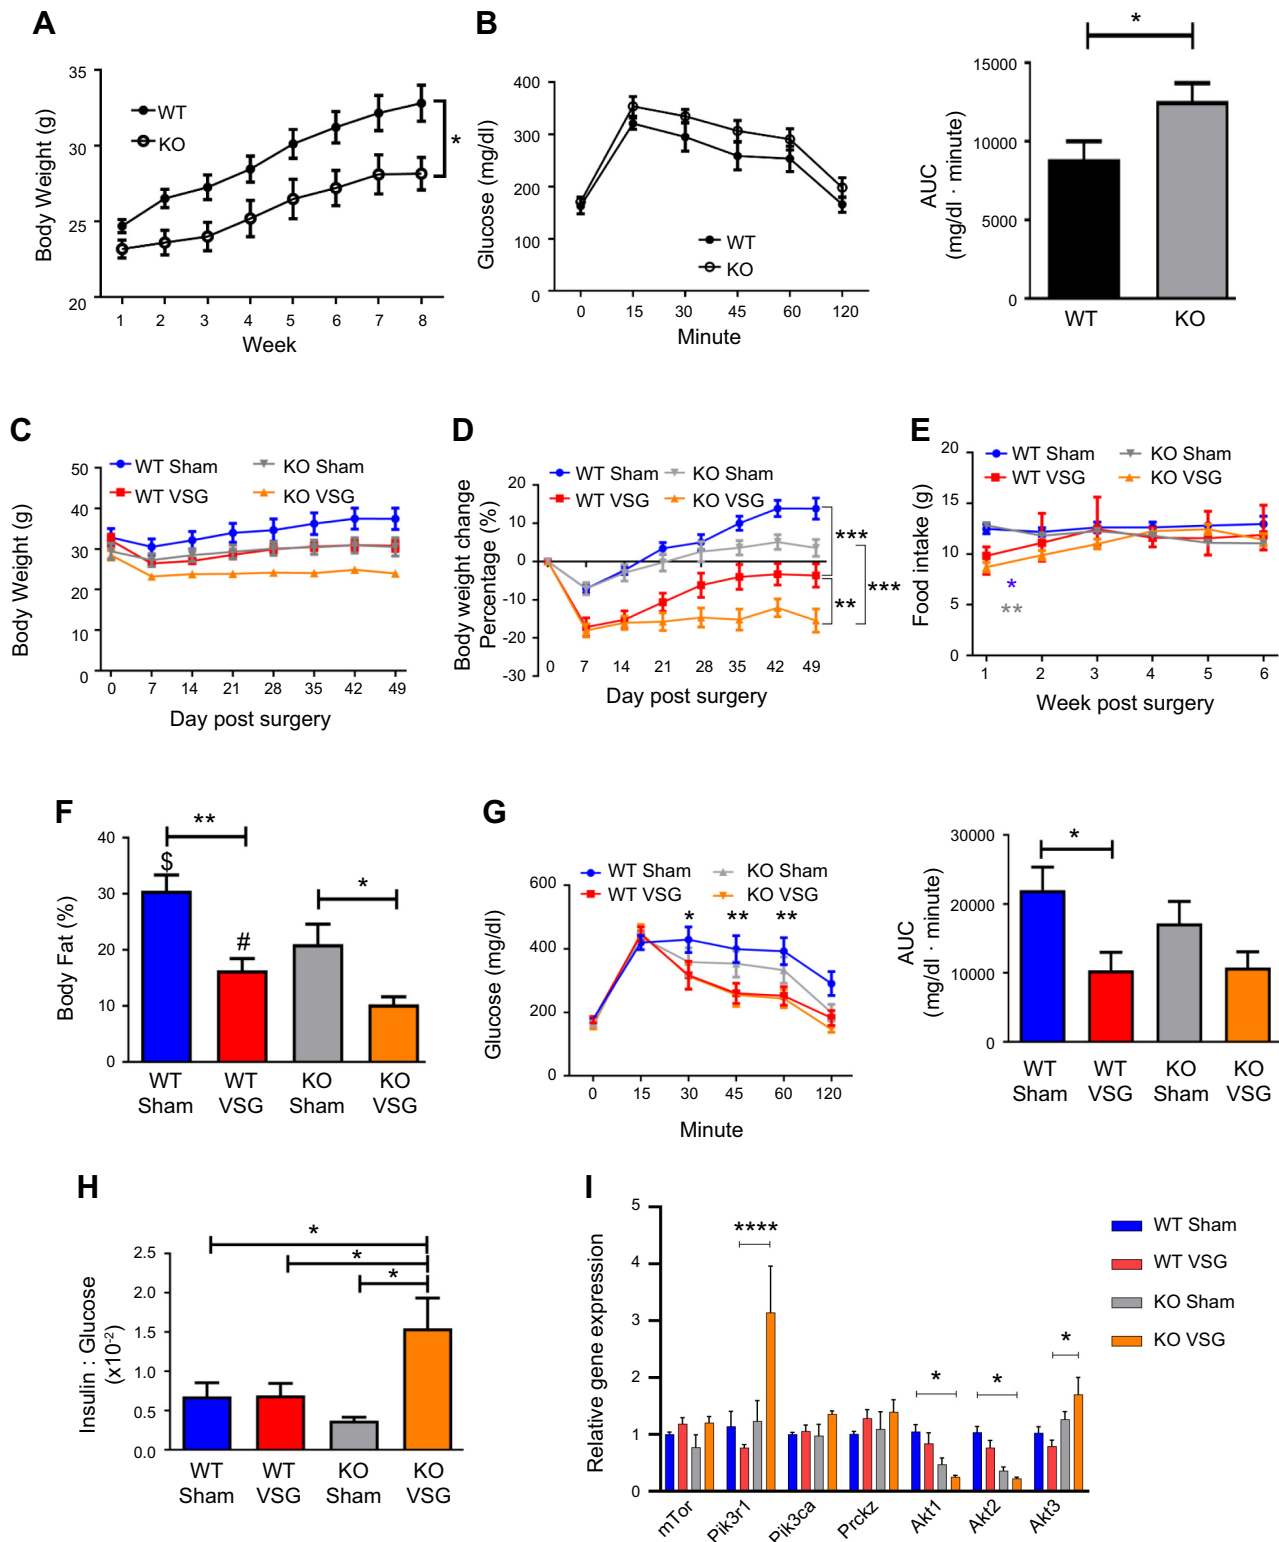 A
35
30
25
20
Body Weight (g)
WT
KO
*
1 2 3 4 5 6 7 8
Week
B
400
300
200
100
0
Glucose (mg/dl)
WT
KO
0 15 30 45 60 120
Minute
*
15000
10000
5000
0
AUC
(mg/dl · minute)
WT KO
C
50
40
30
20
10
0
Body Weight (g)
WT Sham KO Sham
WT VSG KO VSG
0 7 14 21 28 35 42 49
Day post surgery
D
20
10
0
-10
-20
-30
Body weight change
Percentage (%)
WT Sham KO Sham
WT VSG KO VSG
***
***
**
0 7 14 21 28 35 42 49
Day post surgery
E
20
15
10
5
0
Food intake (g)
WT Sham KO Sham
WT VSG KO VSG
*
**
1 2 3 4 5 6
Week post surgery
F
40
30
20
10
0
Body Fat (%)
**
$
*
#
WT Sham
WT VSG
KO Sham
KO VSG
G
600
400
200
0
Glucose (mg/dl)
WT Sham KO Sham
WT VSG KO VSG
* ** **
0 15 30 45 60 120
Minute
30000
20000
10000
0
AUC
(mg/dl · minute)
*
WT Sham
WT VSG
KO Sham
KO VSG
H
2.5
2.0
1.5
1.0
0.5
0.0
Insulin : Glucose
(x10-2)
*
*
*
WT Sham
WT VSG
KO Sham
KO VSG
I
5
4
3
2
1
0
Relative gene expression
****
*
*
*
mTor Pik3r1 Pik3ca Prckz Akt1 Akt2 Akt3
WT Sham
WT VSG
KO Sham
KO VSG